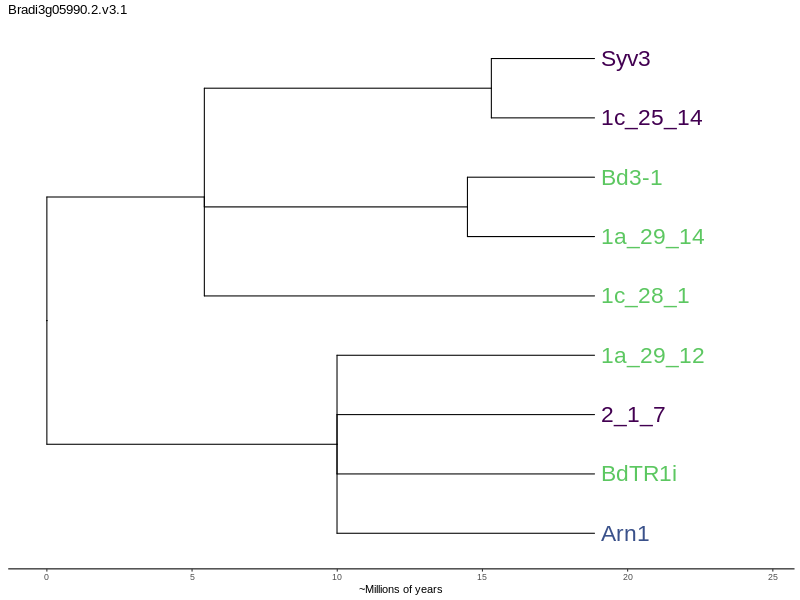 Bradi3g05990.2.v3.1
Syv3
1c_25_14
Bd3-1
1a_29_14
1c_28_1
1a_29_12
2_1_7
BdTR1i
Arn1
0 5 10 15 20 25
~Millions of years